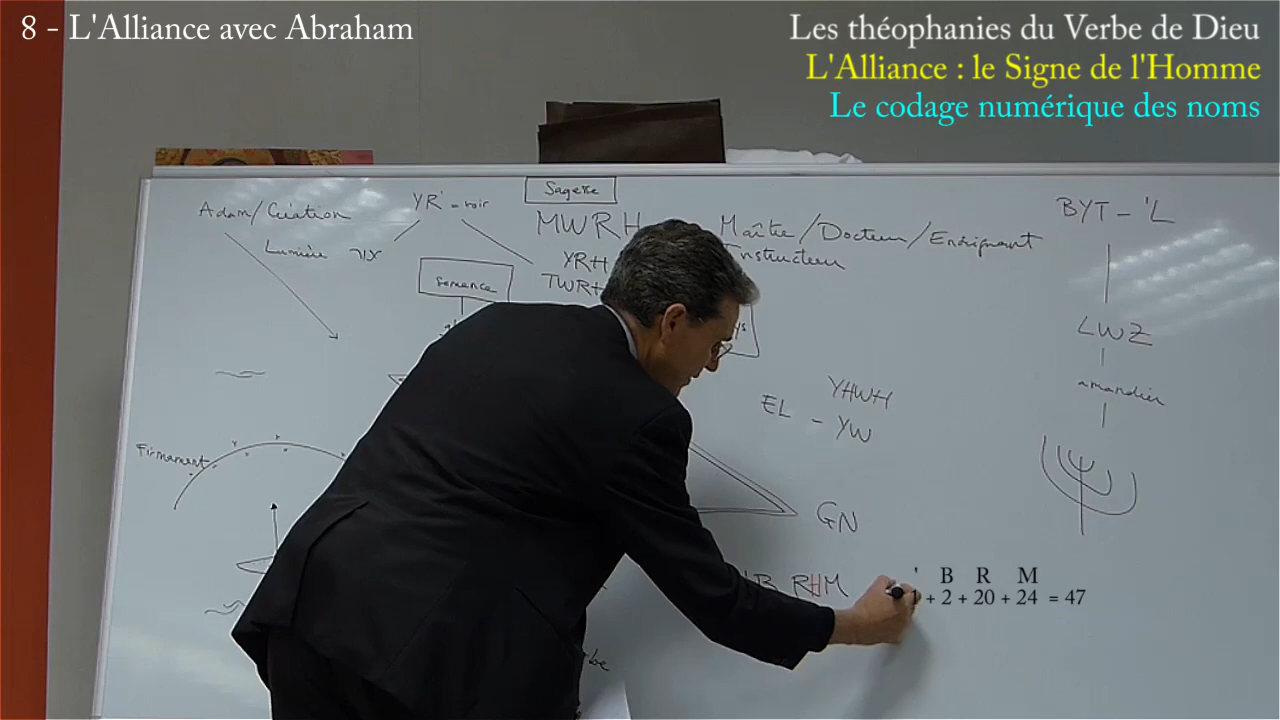 8 - L'Alliance avec Abraham
Les théophanies du Verbe de Dieu
L'Alliance : le Signe de l'Homme
Le codage numérique des noms
Sagesse
Adam/Création
YR' = voir
MWRH
Maître/Docteur/Enseignant
Instructeur
BYT - 'L
Lumière
YRH
TWRH
semence
LWZ
amandier
YHWH
EL - YW
Firmament
GN
'B RHM
' B R M
1 + 2 + 20 + 24 = 47